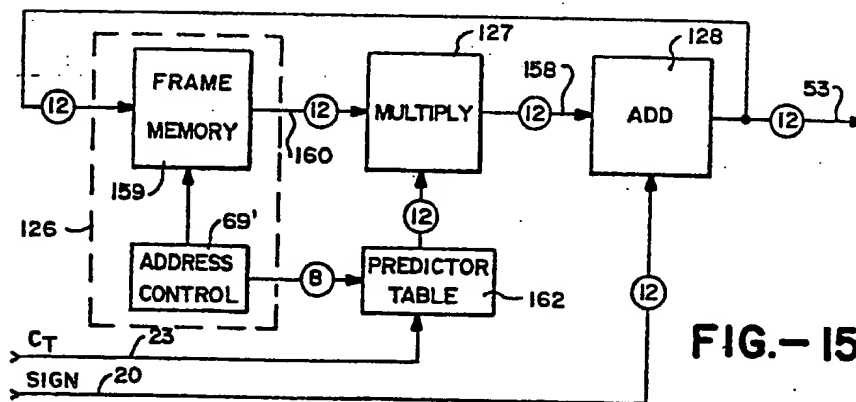 127
128
158
53
FRAME
MEMORY
12
12
MULTIPLY
12
ADD
12
159
160
12
126
69'
ADDRESS
CONTROL
8
PREDICTOR
TABLE
162
12
CT
23
SIGN
20
FIG.-15